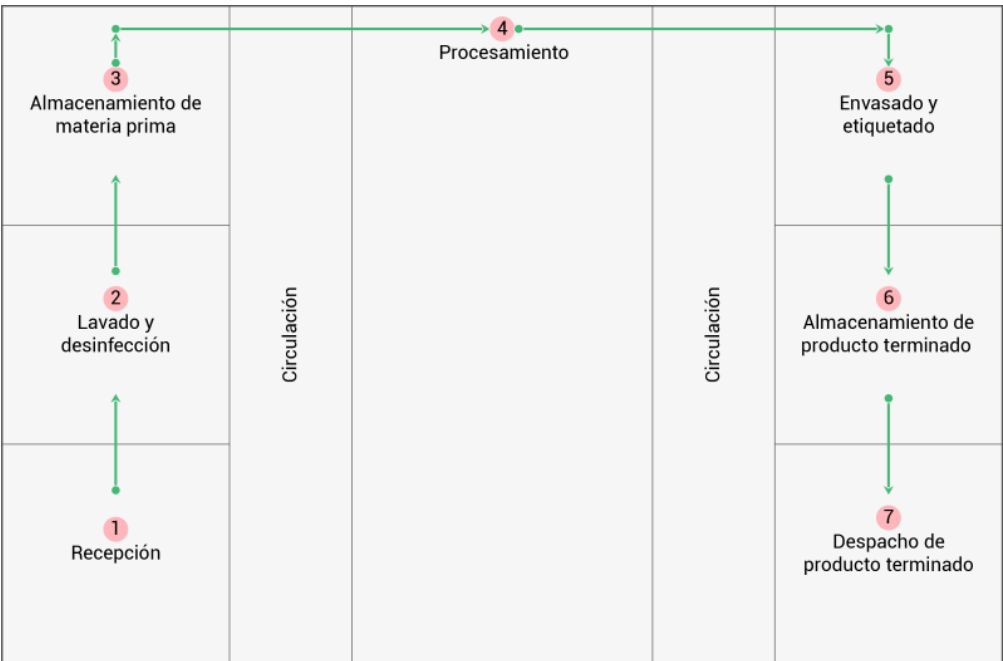 4
Procesamiento
3
Almacenamiento de
materia prima
5
Envasado y
etiquetado
2
Lavado y
desinfección
Circulación
Circulación
6
Almacenamiento de
producto terminado
1
Recepción
7
Despacho de
producto terminado